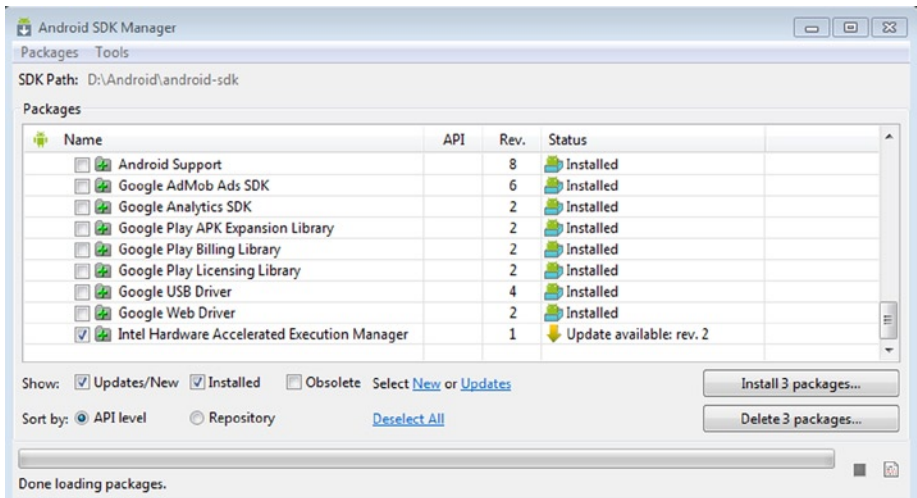 Android SDK Manager
Packages Tools
SDK Path: D:\Android\android-sdk
Packages
Name API Rev. Status
Android Support 8 Installed
Google AdMob Ads SDK 6 Installed
Google Analytics SDK 2 Installed
Google Play APK Expansion Library 2 Installed
Google Play Billing Library 2 Installed
Google Play Licensing Library 2 Installed
Google USB Driver 4 Installed
Google Web Driver 2 Installed
Intel Hardware Accelerated Execution Manager 1 Update available: rev. 2
Show: Updates/New Installed Obsolete Select New or Updates Install 3 packages...
Sort by: API level Repository Deselect All Delete 3 packages...
Done loading packages.